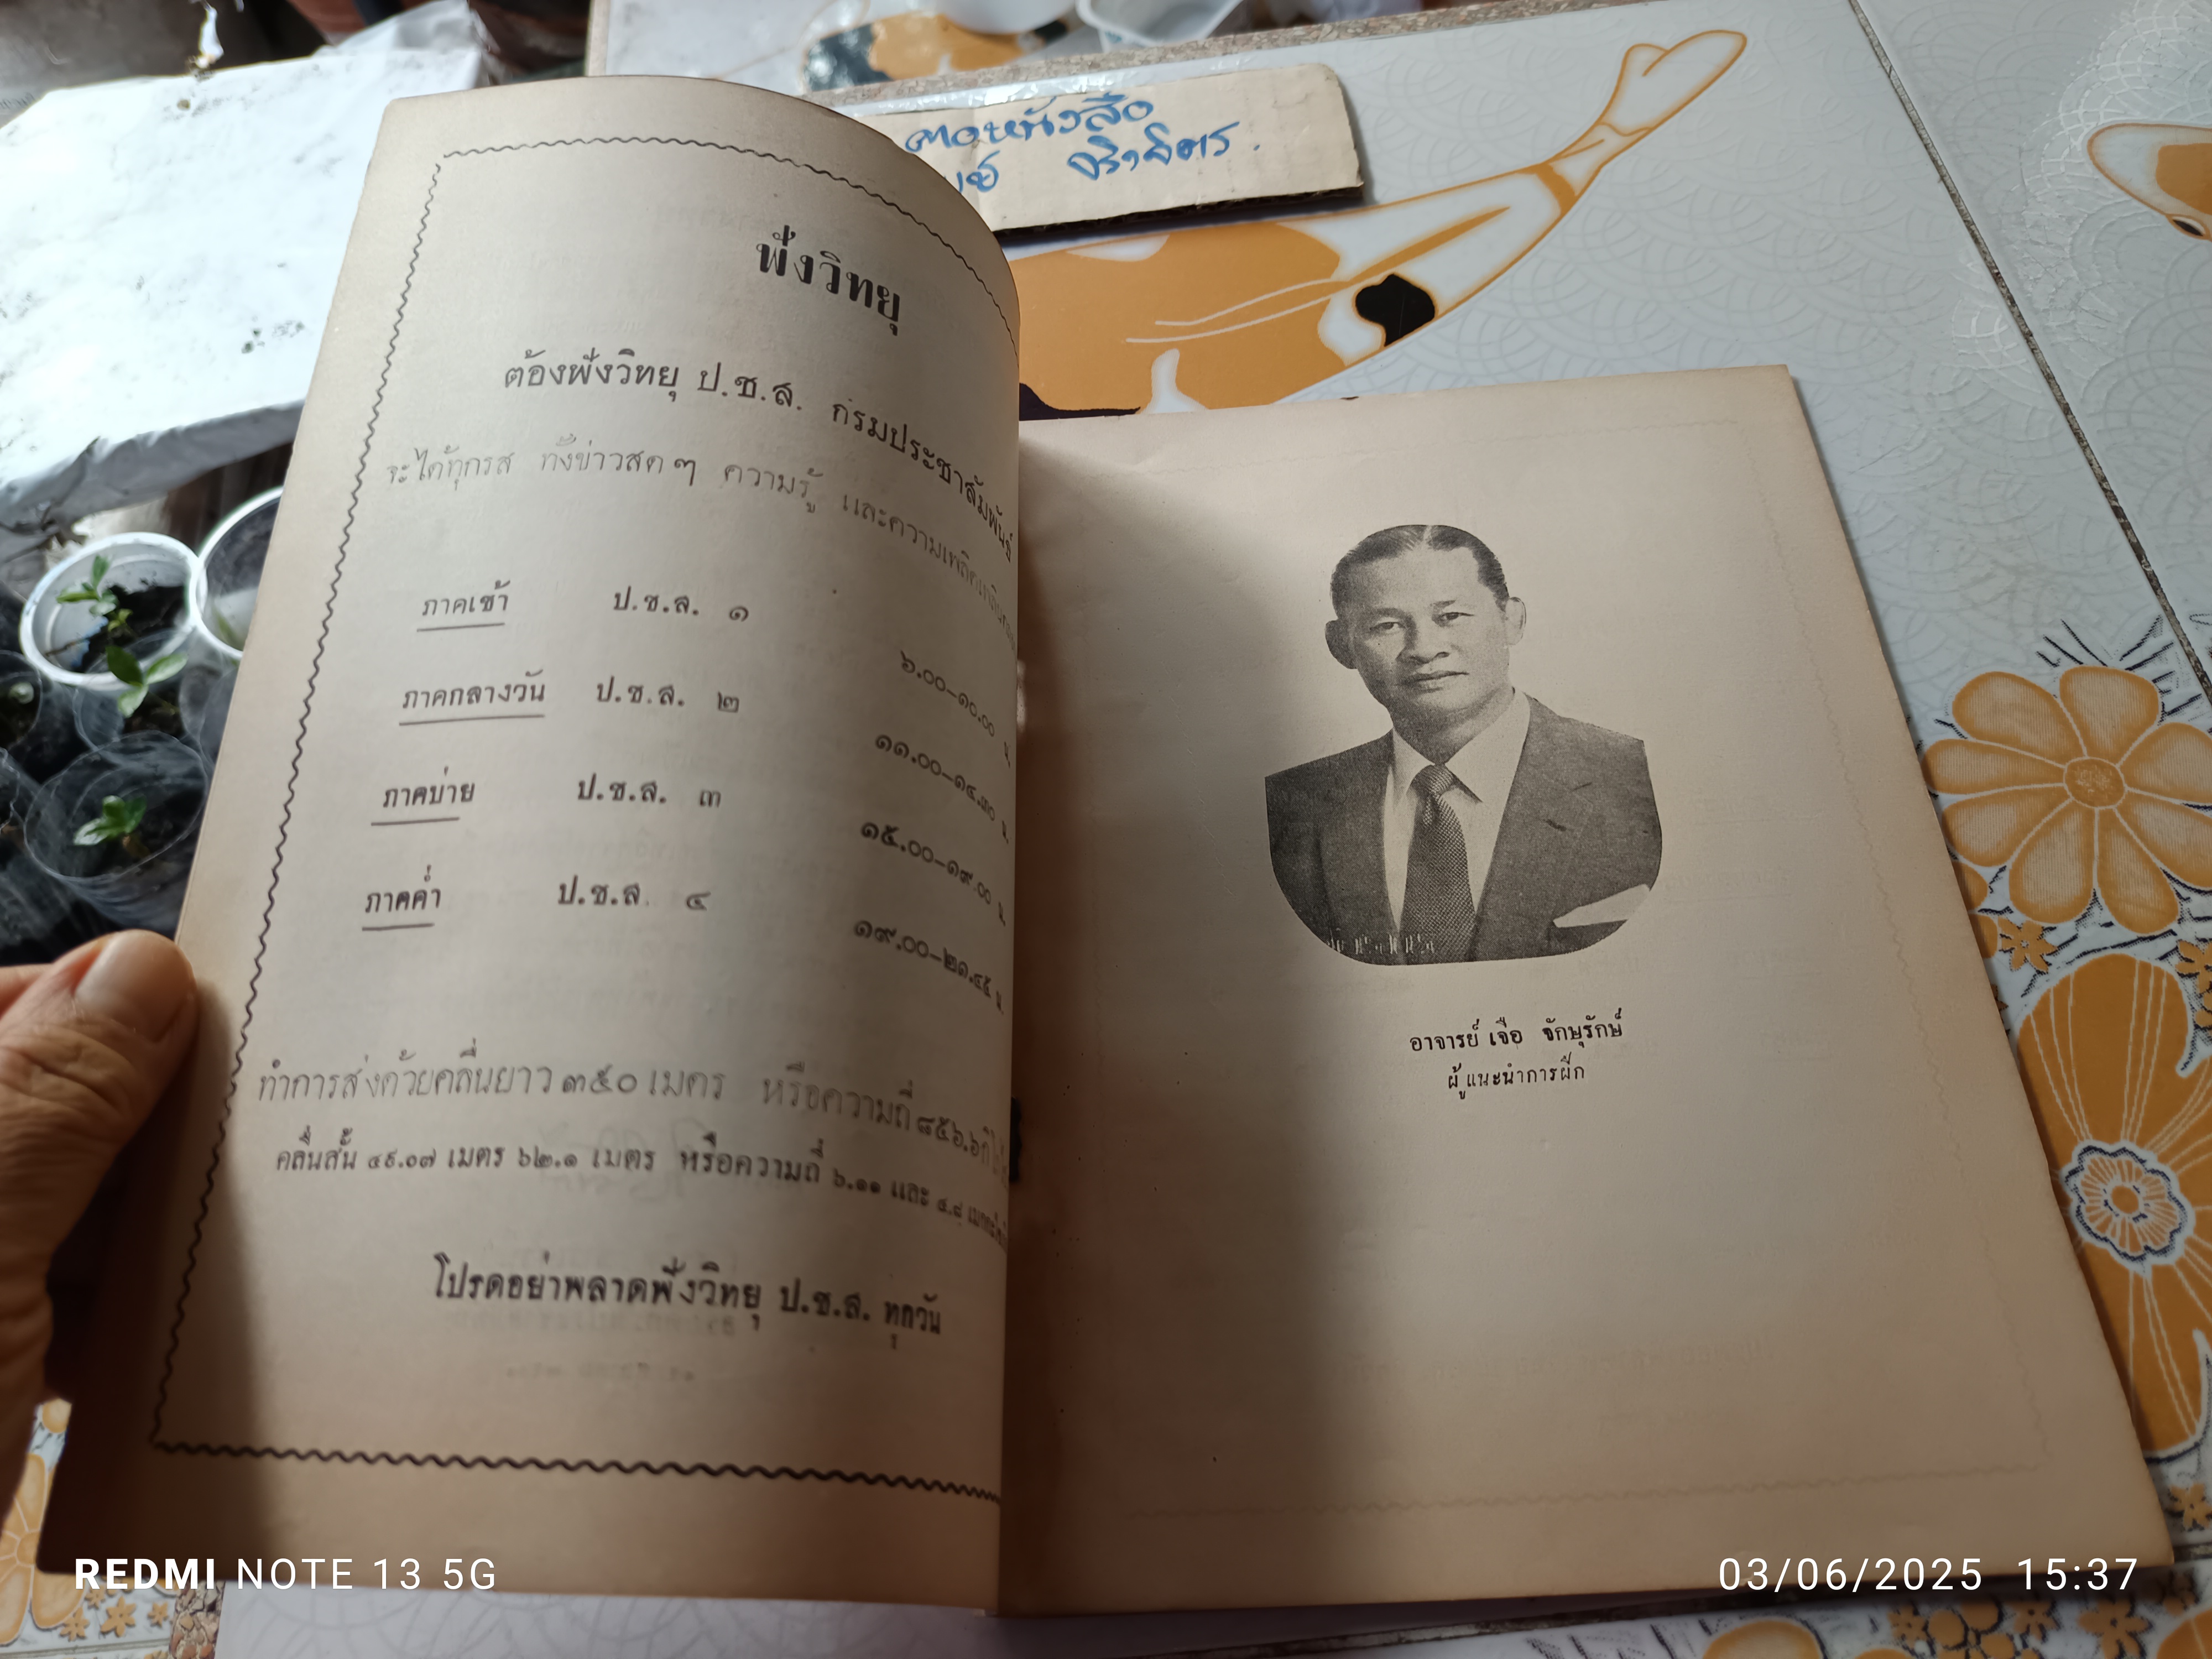 ตอหนังสือ
ฟังวิทยุ
ต้องฟังวิทยุ ป.ช.ส. กรมประชาสัมพันธ์
จะได้ทุกรส ทั้งข่าวสด ๆ ความรู้ และความเพลิดเพลิน
ภาคเช้า ป.ช.ส. ๑ ๖.๐๐-๑๐.๐๐ น.
ภาคกลางวัน ป.ช.ส. ๒ ๑๑.๐๐-๑๔.๓๐ น.
ภาคบ่าย ป.ช.ส. ๓ ๑๕.๐๐-๑๙.๐๐ น.
ภาคค่ำ ป.ช.ส. ๔ ๑๙.๐๐-๒๑.๔๕ น.
ทำการส่งด้วยคลื่นยาว ๓๕๐ เมตร หรือความถี่ ๘๕๖.๖
คลื่นสั้น ๔๙.๐๗ เมตร ๖๒.๑ เมตร หรือความถี่ ๖.๑๑ และ ๔.๘
โปรดอย่าพลาดฟังวิทยุ ป.ช.ส. ทุกวัน
อาจารย์ เจือ จักษุรักษ์
ผู้แนะนำการฝึก
REDMI NOTE 13 5G
03/06/2025 15:37